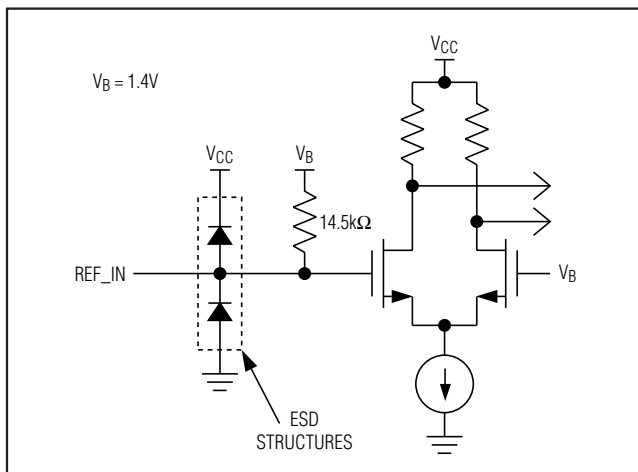 V_CC
V_B = 1.4V
V_CC
V_B
14.5kΩ
REF_IN
V_B
ESD
STRUCTURES